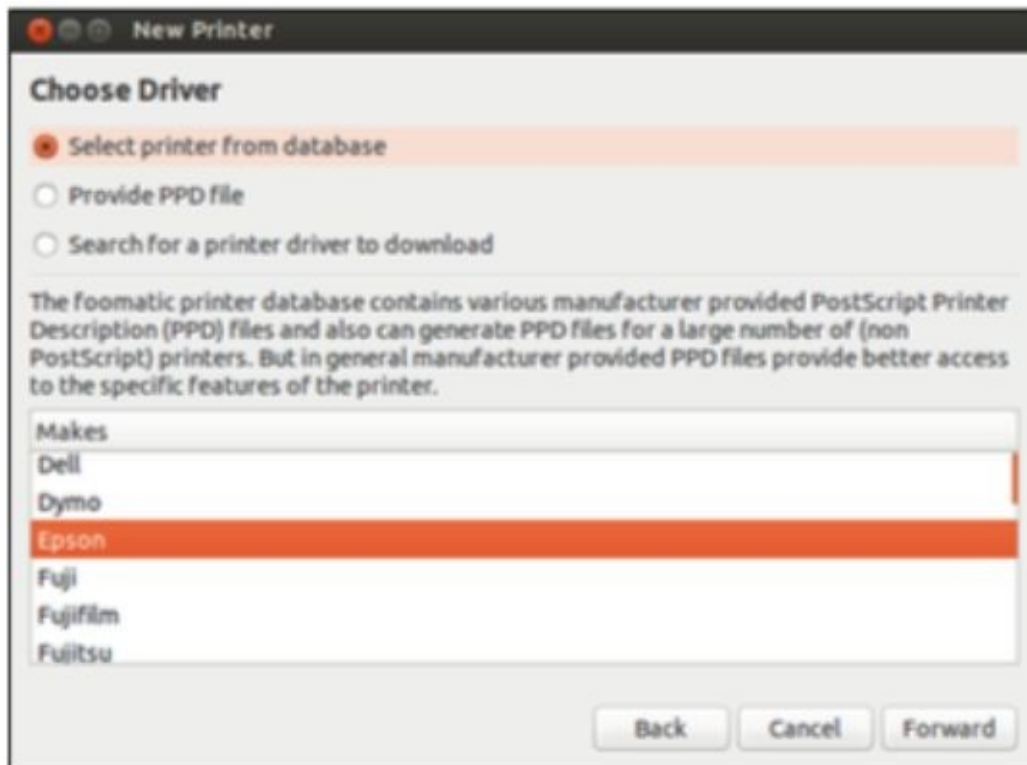 New Printer
Choose Driver
Select printer from database
Provide PPD file
Search for a printer driver to download
The foomatic printer database contains various manufacturer provided PostScript Printer
Description (PPD) files and also can generate PPD files for a large number of (non
PostScript) printers. But in general manufacturer provided PPD files provide better access
to the specific features of the printer.
Makes
Dell
Dymo
Epson
Fuji
Fujifilm
Fujitsu
Back Cancel Forward